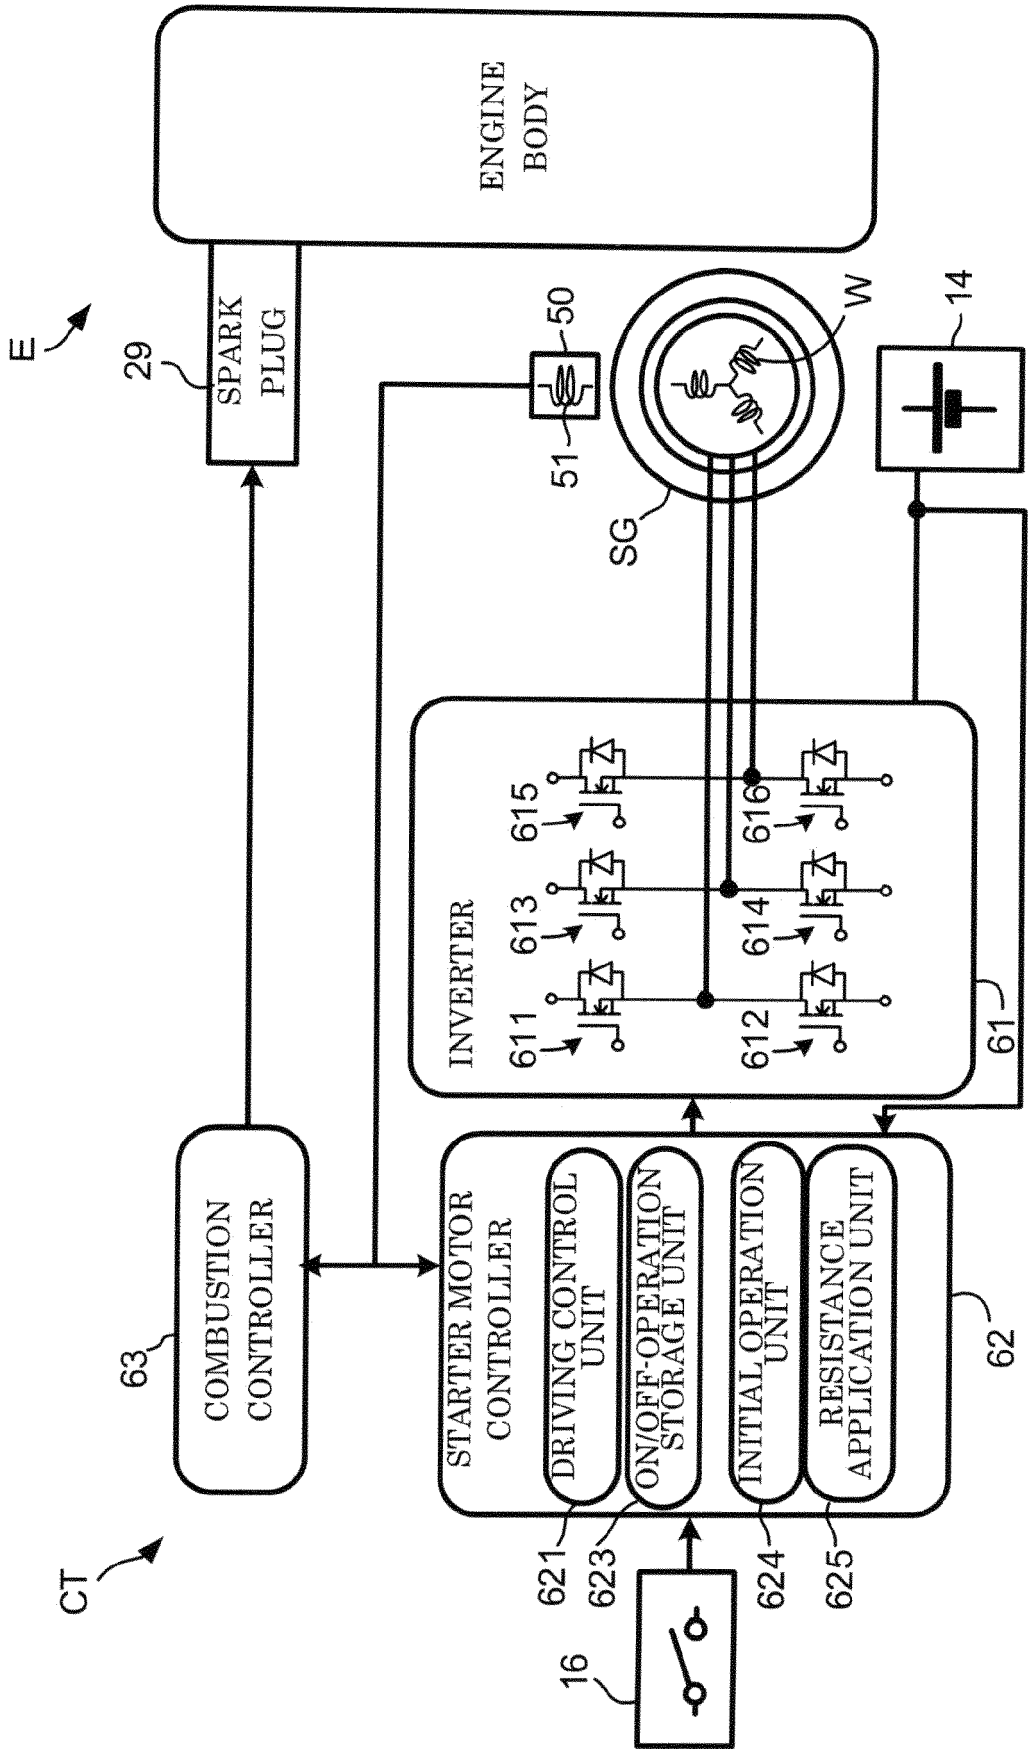 CT
E
63
COMBUSTION
CONTROLLER
29
SPARK
PLUG
ENGINE
BODY
STARTER MOTOR
CONTROLLER
621
DRIVING CONTROL
UNIT
623
ON/OFF-OPERATION
STORAGE UNIT
624
INITIAL OPERATION
UNIT
625
RESISTANCE
APPLICATION UNIT
62
16
INVERTER
611
613
615
612
614
616
61
50
51
SG
W
14